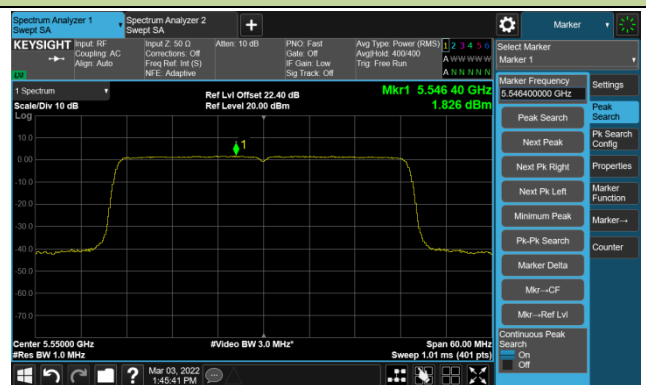 Spectrum Analyzer 1
Swept SA
Spectrum Analyzer 2
Swept SA
+
Marker
KEYSIGHT
Input: RF
Coupling: AC
Align: Auto
Input Z: 50 Ω
Corrections: Off
Freq Ref: Int (S)
NFE: Adaptive
Atten: 10 dB
PNO: Fast
Gate: Off
IF Gain: Low
Sig Track: Off
Avg Type: Power (RMS)
Avg|Hold: 400/400
Trig: Free Run
1 2 3 4 5 6
A W W W W W
A N N N N N
LXI
Select Marker
Marker 1
1 Spectrum
Scale/Div 10 dB
Log
Ref Lvl Offset 22.40 dB
Ref Level 20.00 dBm
Mkr1 5.546 40 GHz
1.826 dBm
1
10.0
0.00
-10.0
-20.0
-30.0
-40.0
-50.0
-60.0
-70.0
Center 5.55000 GHz
#Res BW 1.0 MHz
#Video BW 3.0 MHz*
Span 60.00 MHz
Sweep 1.01 ms (401 pts)
Marker Frequency
5.546400000 GHz
Peak Search
Next Peak
Next Pk Right
Next Pk Left
Minimum Peak
Pk-Pk Search
Marker Delta
Mkr→CF
Mkr→Ref Lvl
Continuous Peak
Search
On
Off
Settings
Peak
Search
Pk Search
Config
Properties
Marker
Function
Marker→
Counter
?
Mar 03, 2022
1:45:41 PM